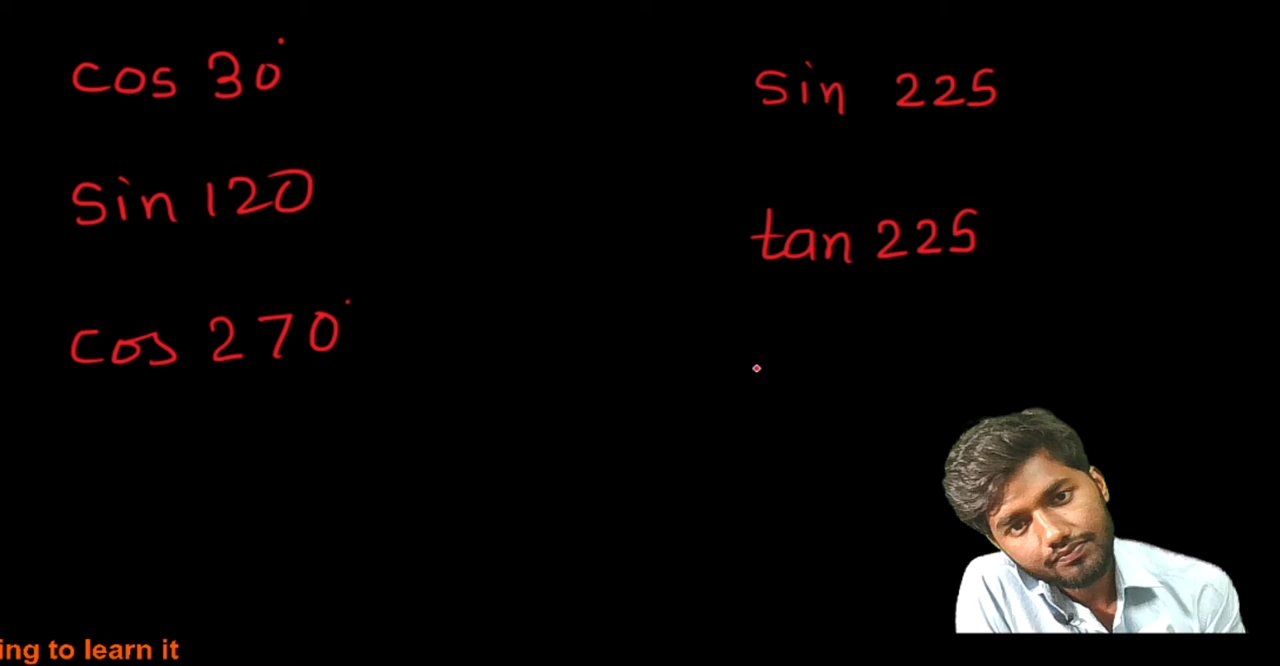 cos 30°
sin 120
cos 270°
sin 225
tan 225
ing to learn it